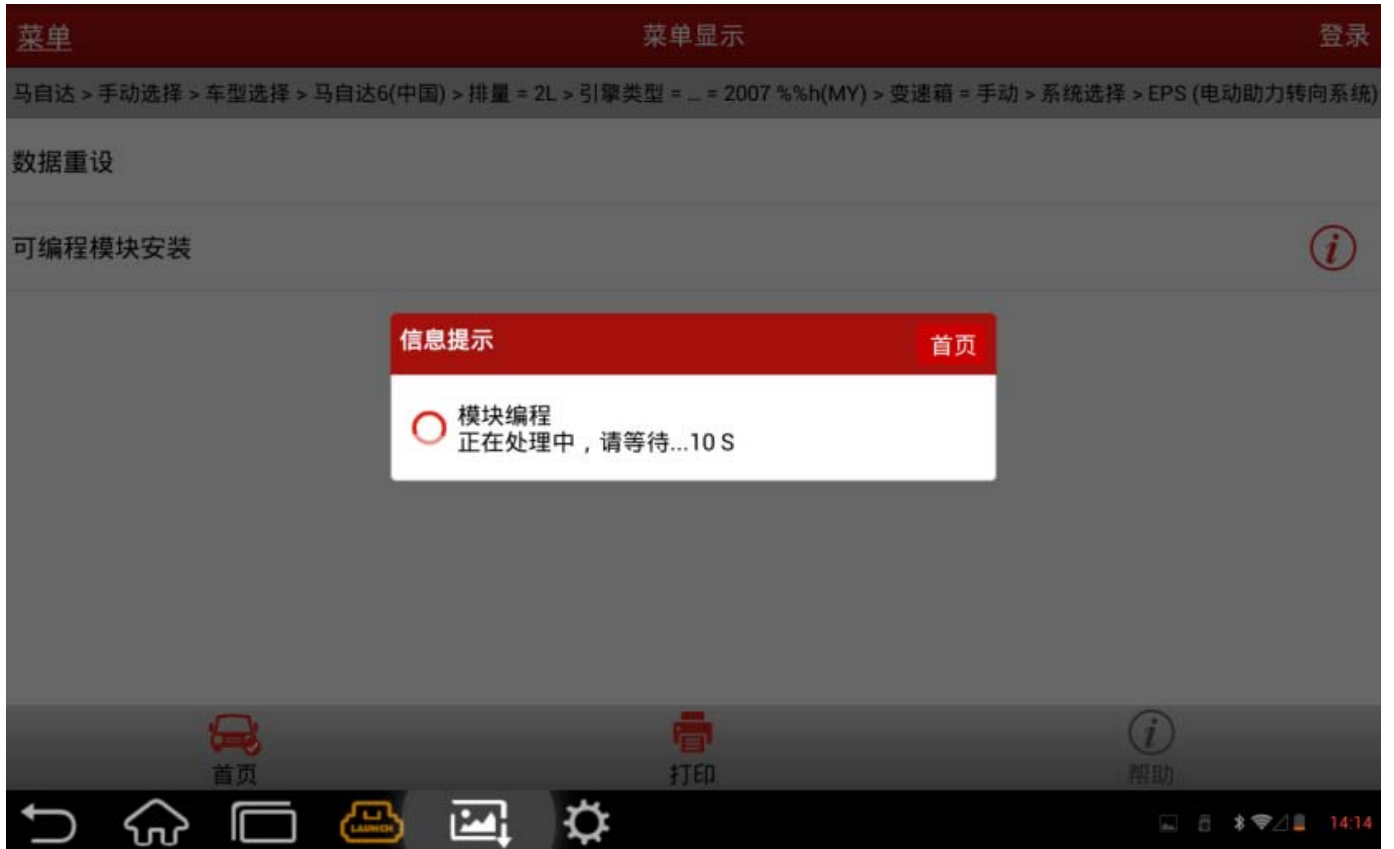 菜单 菜单显示 登录
马自达 > 手动选择 > 车型选择 > 马自达6(中国) > 排量 = 2L > 引擎类型 = ... = 2007 %%h(MY) > 变速箱 = 手动 > 系统选择 > EPS (电动助力转向系统)
数据重设
可编程模块安装
信息提示 首页
模块编程
正在处理中，请等待...10 S
首页 打印 帮助
LAUNCH 14:14